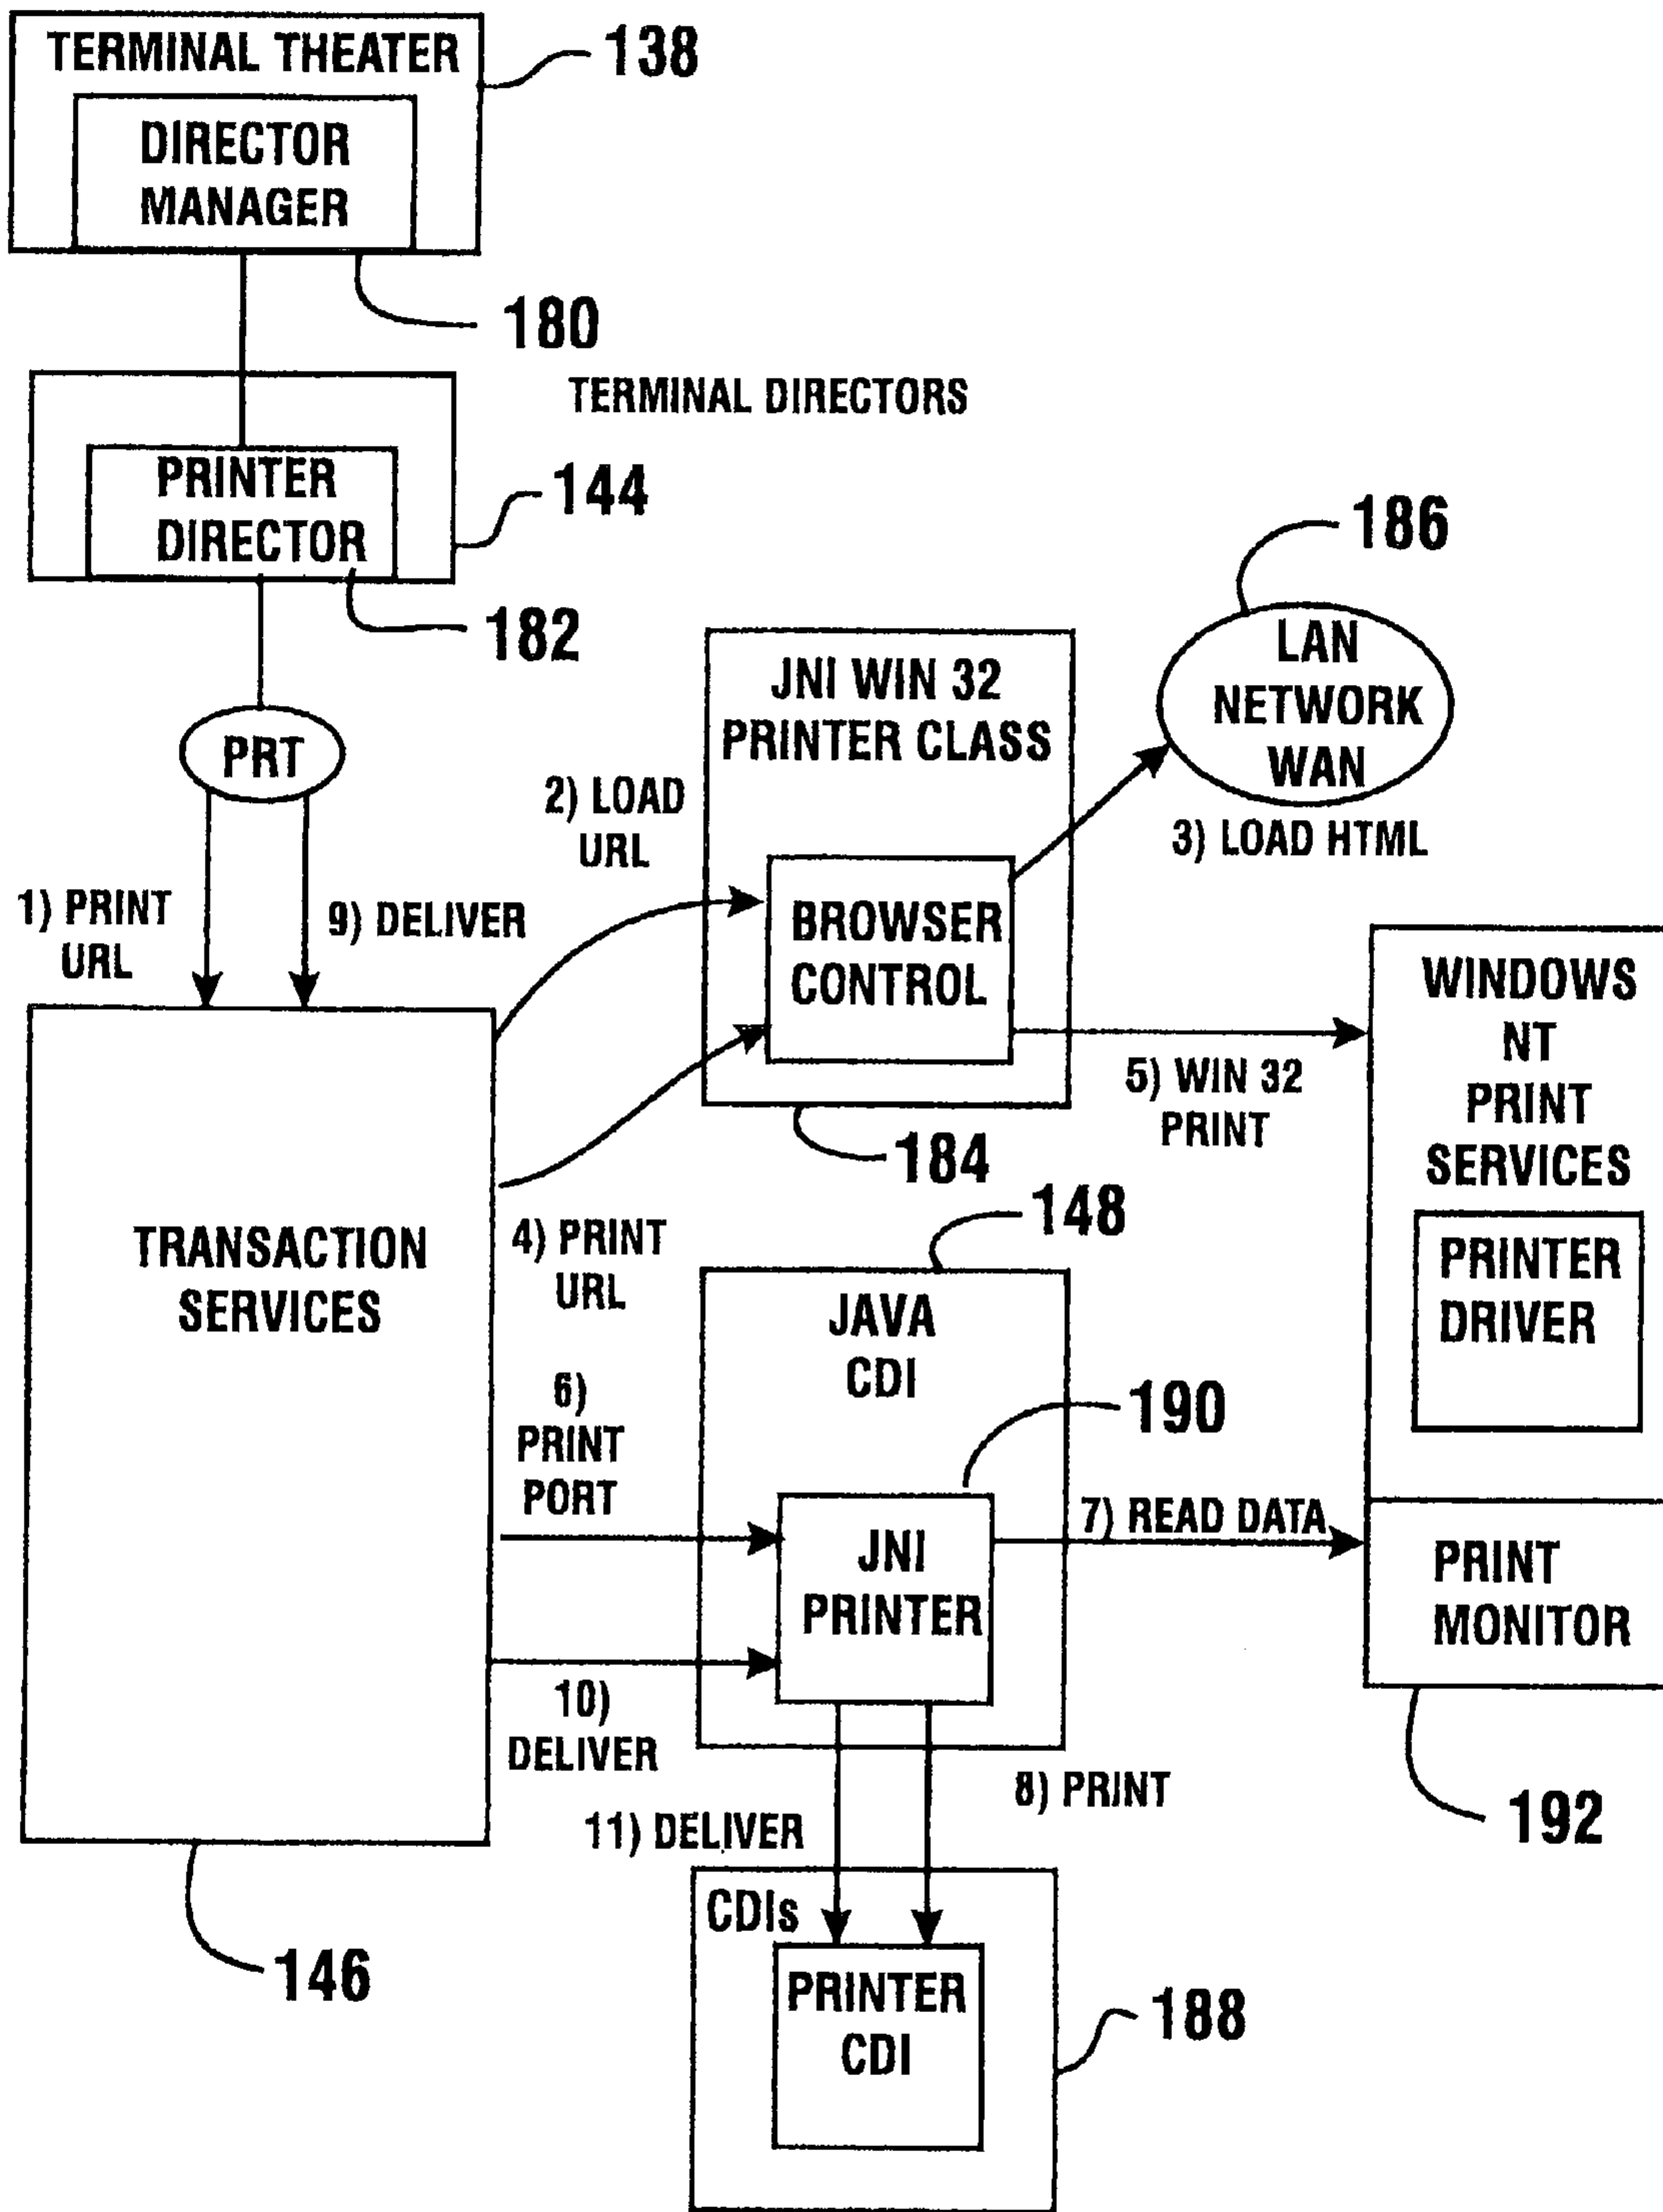 TERMINAL THEATER
138
DIRECTOR
MANAGER
180
TERMINAL DIRECTORS
PRINTER
DIRECTOR
144
182
186
LAN
NETWORK
WAN
JNI WIN 32
PRINTER CLASS
PRT
2) LOAD
URL
3) LOAD HTML
1) PRINT
URL
9) DELIVER
BROWSER
CONTROL
WINDOWS
NT
PRINT
SERVICES
5) WIN 32
PRINT
184
148
TRANSACTION
SERVICES
4) PRINT
URL
PRINTER
DRIVER
JAVA
CDI
6)
PRINT
PORT
190
7) READ DATA
JNI
PRINTER
PRINT
MONITOR
10)
DELIVER
8) PRINT
11) DELIVER
192
CDIs
146
PRINTER
CDI
188